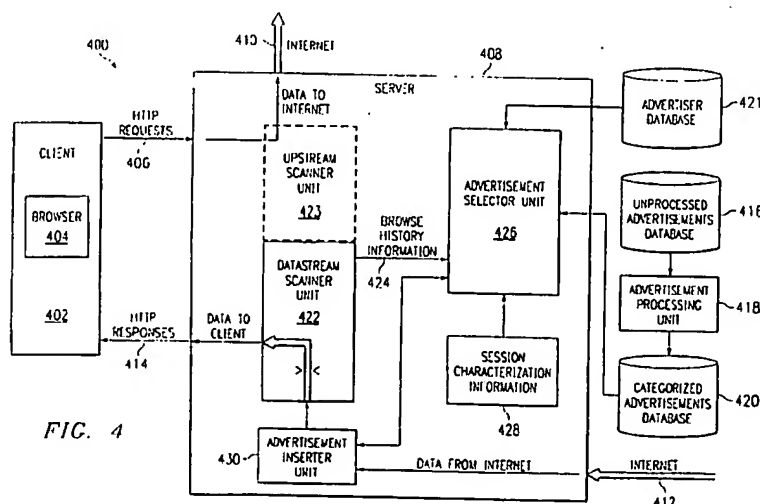 400
410
INTERNET
408
SERVER
DATA TO
INTERNET
HTTP
REQUESTS
406
CLIENT
BROWSER
404
402
UPSTREAM
SCANNER
UNIT
423
DATASTREAM
SCANNER
UNIT
422
BROWSE
HISTORY
INFORMATION
424
ADVERTISEMENT
SELECTOR UNIT
426
ADVERTISER
DATABASE
421
UNPROCESSED
ADVERTISEMENTS
DATABASE
416
ADVERTISEMENT
PROCESSING
UNIT
418
CATEGORIZED
ADVERTISEMENTS
DATABASE
420
HTTP
RESPONSES
414
DATA TO
CLIENT
> <
SESSION
CHARACTERIZATION
INFORMATION
428
FIG. 4
430
ADVERTISEMENT
INSERTER
UNIT
DATA FROM INTERNET
INTERNET
412